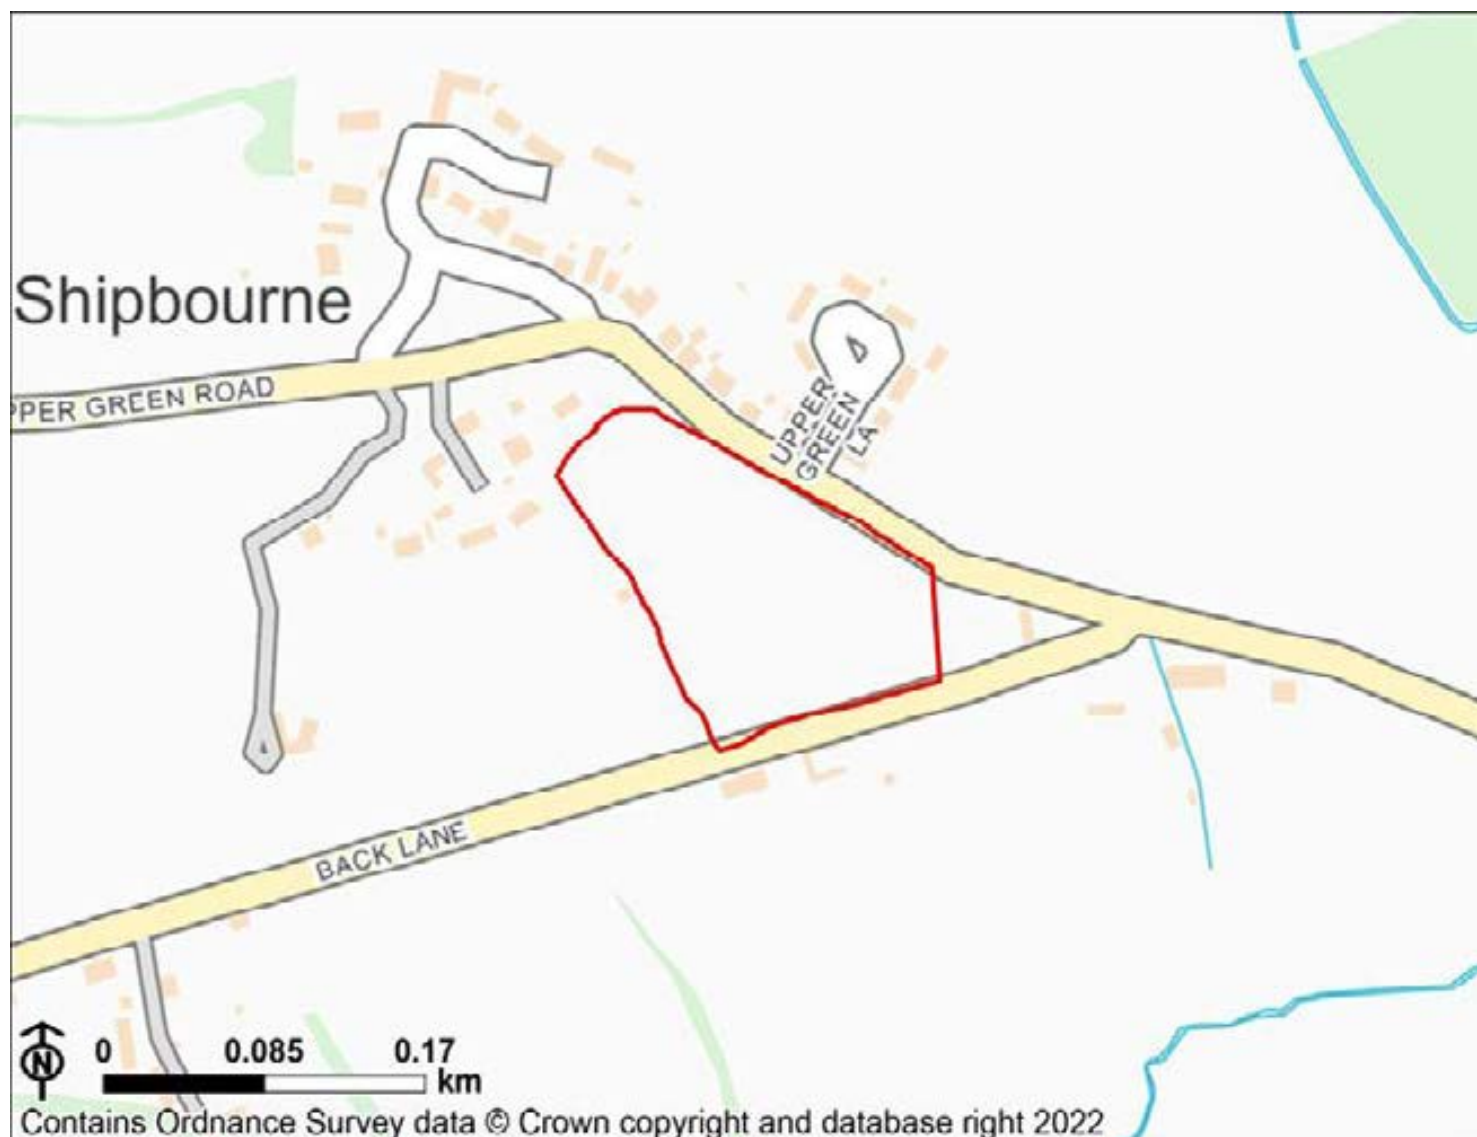 Shipbourne
PPER GREEN ROAD
UPPER
GREEN
LA
BACK LANE
N
0 0.085 0.17
km
Contains Ordnance Survey data © Crown copyright and database right 2022